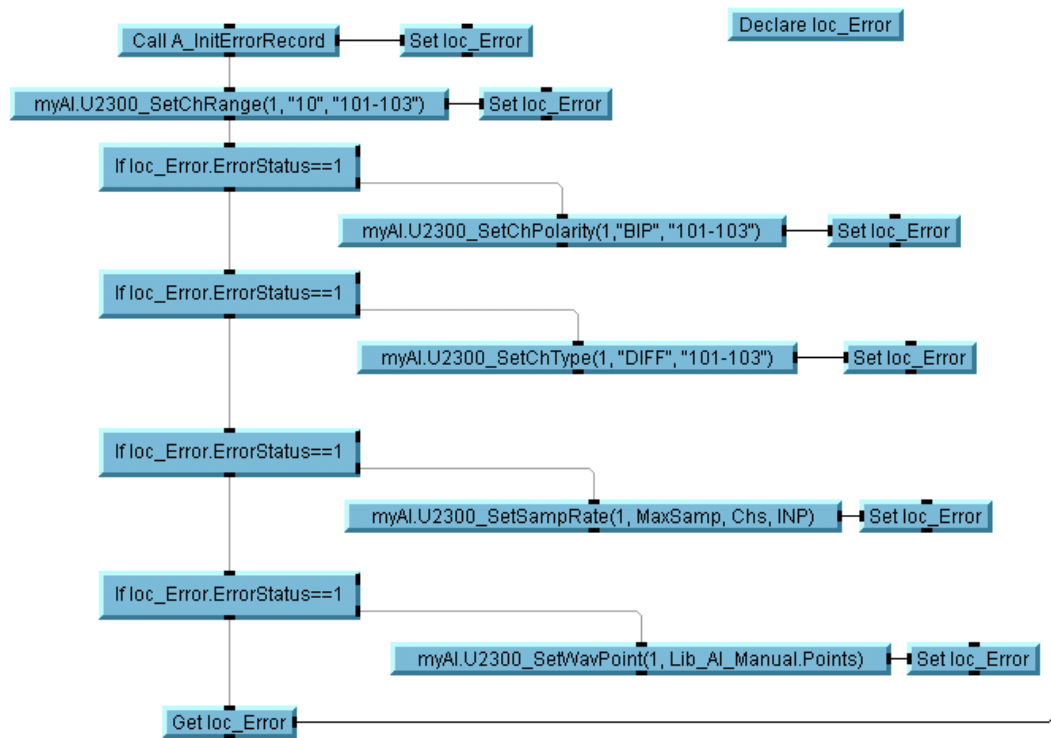 Declare loc_Error
Call A_InitErrorRecord
Set loc_Error
myAI.U2300_SetChRange(1, "10", "101-103")
Set loc_Error
If loc_Error.ErrorStatus==1
myAI.U2300_SetChPolarity(1,"BIP", "101-103")
Set loc_Error
If loc_Error.ErrorStatus==1
myAI.U2300_SetChType(1, "DIFF", "101-103")
Set loc_Error
If loc_Error.ErrorStatus==1
myAI.U2300_SetSampRate(1, MaxSamp, Chs, INP)
Set loc_Error
If loc_Error.ErrorStatus==1
myAI.U2300_SetWavPoint(1, Lib_AI_Manual.Points)
Set loc_Error
Get loc_Error